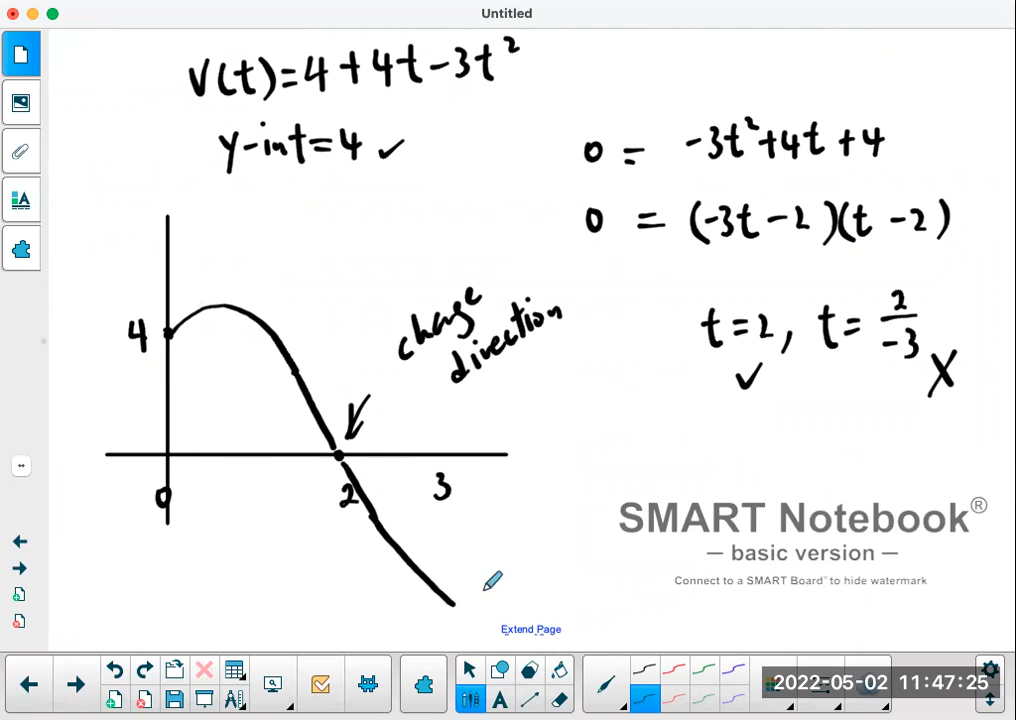 Untitled
V(t)=4+4t-3t²
y-int=4 ✓
0 = -3t²+4t+4
0 = (-3t-2)(t-2)
t=2, t=2/-3
✓ X
change
direction
4
0
2
3
SMART Notebook®
— basic version —
Connect to a SMART Board™ to hide watermark
Extend Page
2022-05-02 11:47:25